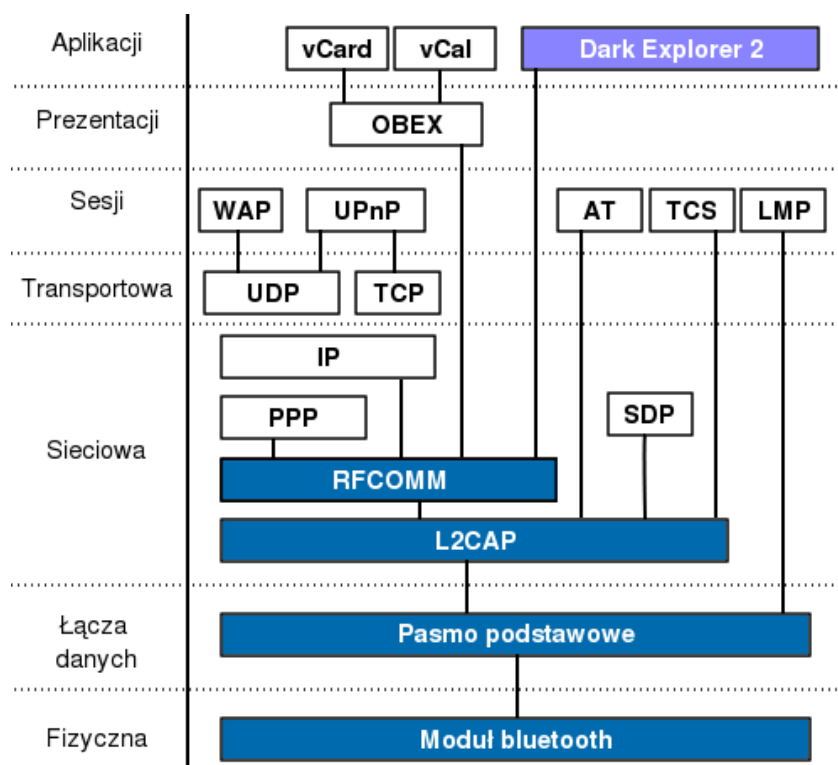 Aplikacji
vCard
vCal
Dark Explorer 2
Prezentacji
OBEX
Sesji
WAP
UPnP
AT
TCS
LMP
Transportowa
UDP
TCP
IP
PPP
SDP
Sieciowa
RFCOMM
L2CAP
Łącza
danych
Pasmo podstawowe
Fizyczna
Moduł bluetooth